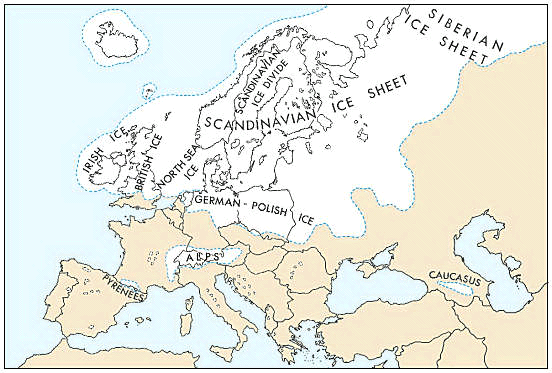 SIBERIAN
ICE SHEET
SCANDINAVIAN
ICE DIVIDE
SCANDINAVIAN ICE SHEET
IRISH ICE
BRITISH ICE
NORTH SEA
ICE
GERMAN - POLISH ICE
ALPS
PYRENEES
CAUCASUS